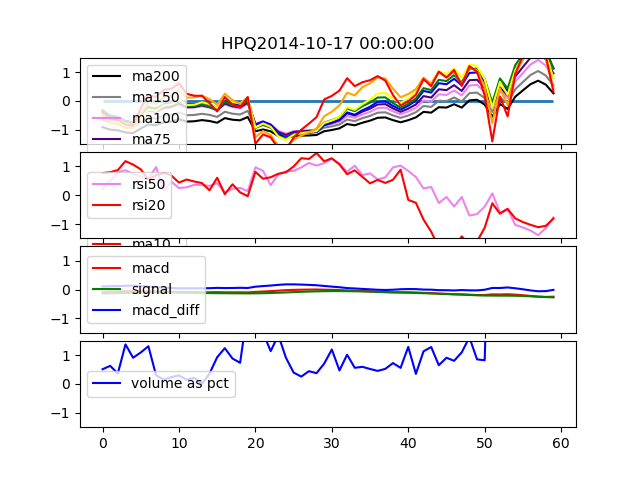 HPQ2014-10-17 00:00:00
1
0
−1
ma200
ma150
ma100
ma75
1
0
−1
rsi50
rsi20
ma10
1
0
−1
macd
signal
macd_diff
1
0
−1
volume as pct
0 10 20 30 40 50 60